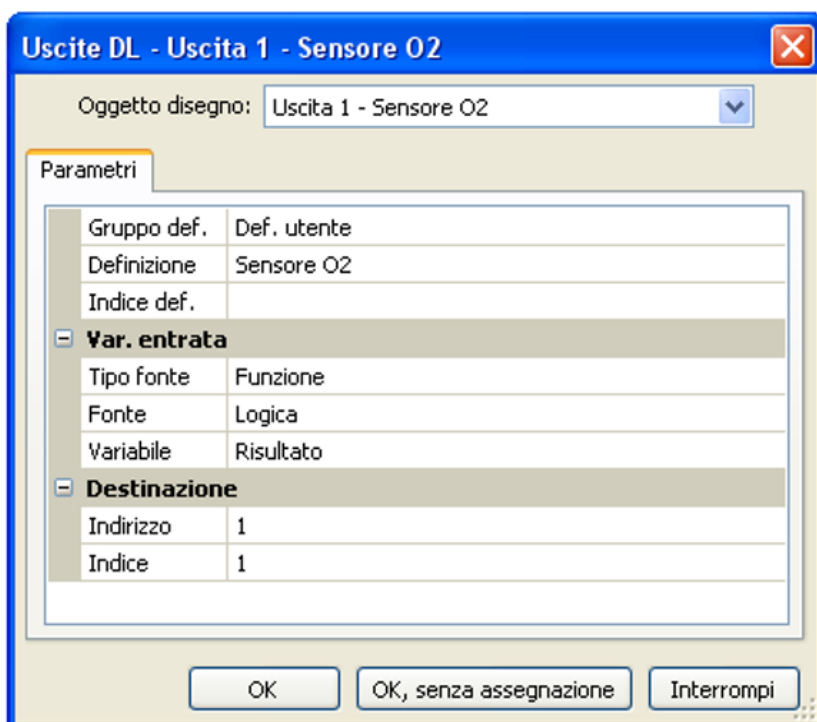 Uscite DL - Uscita 1 - Sensore O2
Oggetto disegno: Uscita 1 - Sensore O2
Parametri
Gruppo def. Def. utente
Definizione Sensore O2
Indice def.
Var. entrata
Tipo fonte Funzione
Fonte Logica
Variabile Risultato
Destinazione
Indirizzo 1
Indice 1
OK OK, senza assegnazione Interrompi